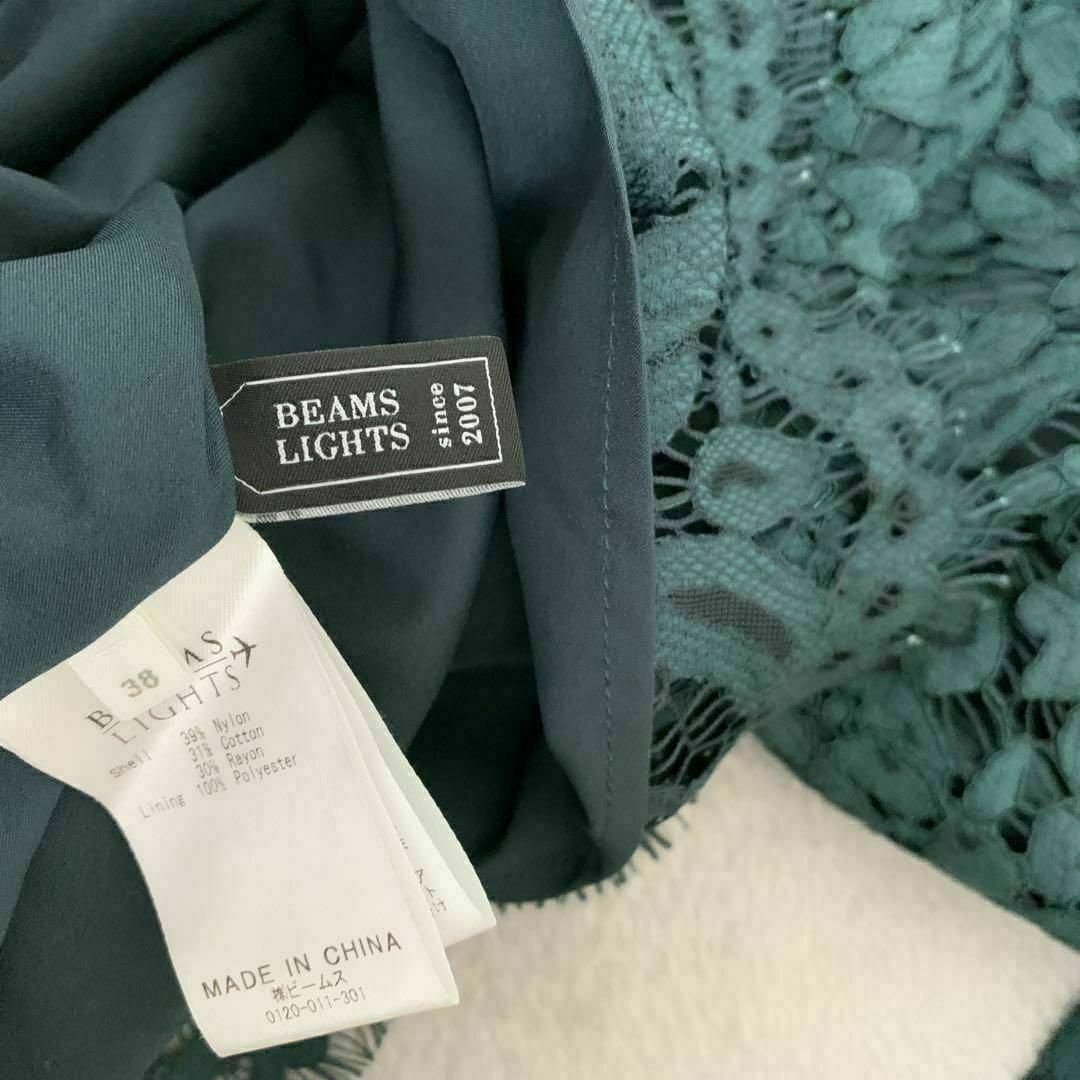 BEAMS
LIGHTS
since
2007
38
LIGHTS
shell 39% Nylon
31% Cotton
30% Rayon
Lining 100% Polyester
MADE IN CHINA
㈱ビームス
0120-011-301